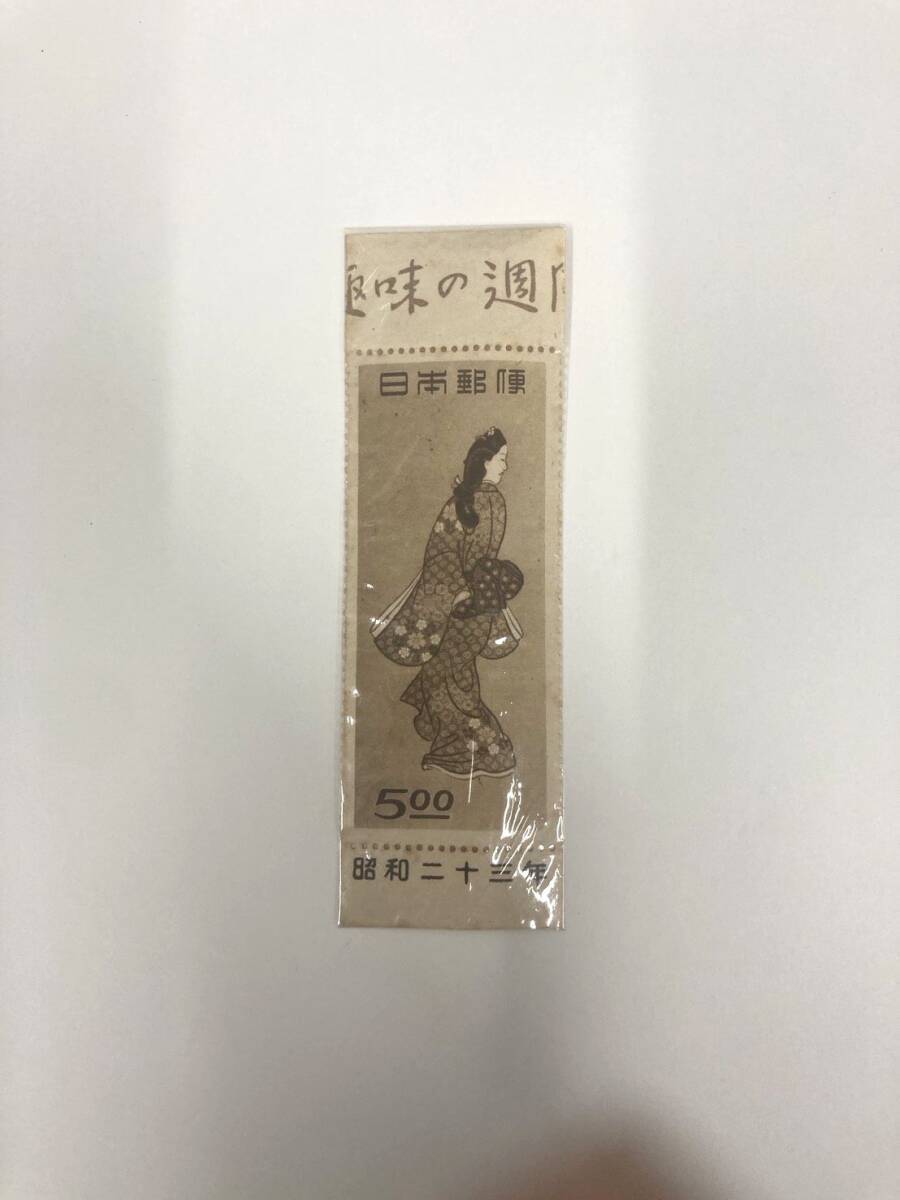 趣味の週間
日本郵便
5.00
昭和二十三年